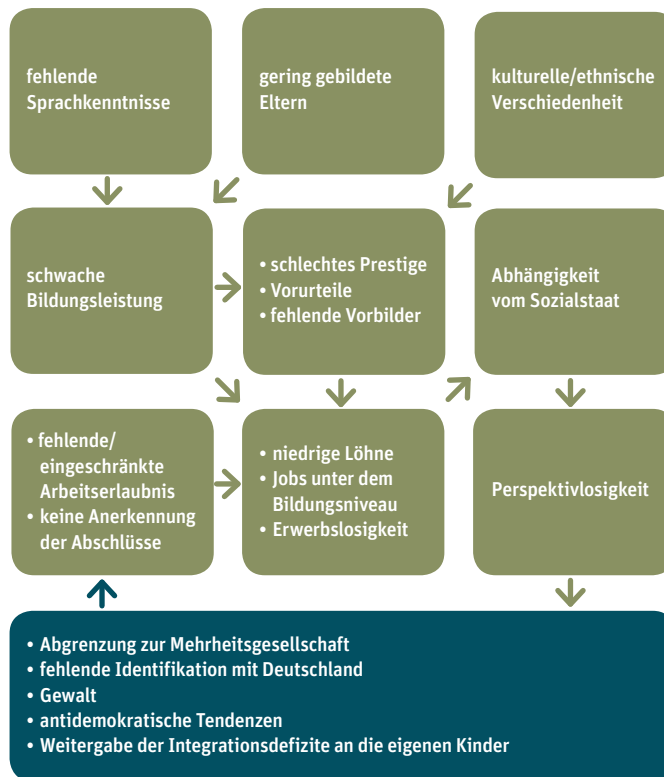 fehlende
Sprachkenntnisse
gering gebildete
Eltern
kulturelle/ethnische
Verschiedenheit
schwache
Bildungsleistung
• schlechtes Prestige
• Vorurteile
• fehlende Vorbilder
Abhängigkeit
vom Sozialstaat
• fehlende/
eingeschränkte
Arbeitserlaubnis
• keine Anerkennung
der Abschlüsse
• niedrige Löhne
• Jobs unter dem
Bildungsniveau
• Erwerbslosigkeit
Perspektivlosigkeit
• Abgrenzung zur Mehrheitsgesellschaft
• fehlende Identifikation mit Deutschland
• Gewalt
• antidemokratische Tendenzen
• Weitergabe der Integrationsdefizite an die eigenen Kinder